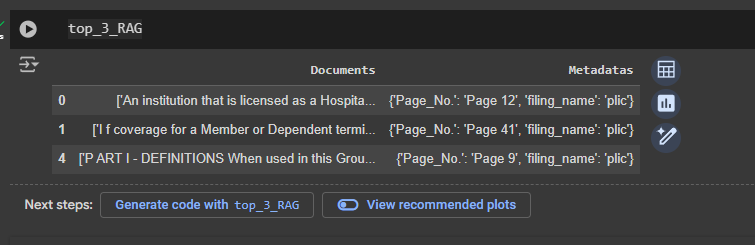 top_3_RAG
s
Documents Metadatas
0 ['An institution that is licensed as a Hospita... {'Page_No.': 'Page 12', 'filing_name': 'plic'}
1 ['I f coverage for a Member or Dependent termi... {'Page_No.': 'Page 41', 'filing_name': 'plic'}
4 ['P ART I - DEFINITIONS When used in this Grou... {'Page_No.': 'Page 9', 'filing_name': 'plic'}
Next steps: Generate code with top_3_RAG View recommended plots